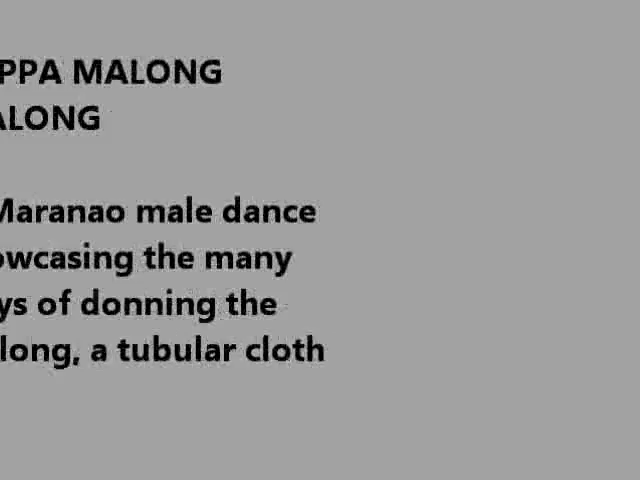 PPA MALONG
ALONG
Maranao male dance
owcasing the many
ys of donning the
long, a tubular cloth